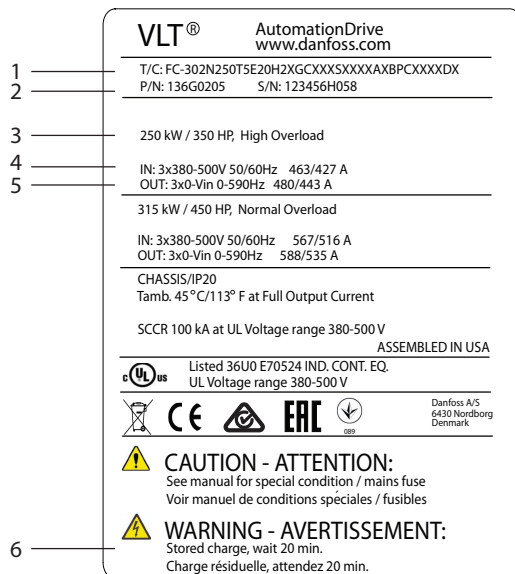 VLT® AutomationDrive
www.danfoss.com
1 T/C: FC-302N250T5E20H2XGCXXXSXXXXAXBPCXXXXDX
2 P/N: 136G0205 S/N: 123456H058
3 250 kW / 350 HP, High Overload
4 IN: 3x380-500V 50/60Hz 463/427 A
5 OUT: 3x0-Vin 0-590Hz 480/443 A
315 kW / 450 HP, Normal Overload
IN: 3x380-500V 50/60Hz 567/516 A
OUT: 3x0-Vin 0-590Hz 588/535 A
CHASSIS/IP20
Tamb. 45°C/113° F at Full Output Current
SCCR 100 kA at UL Voltage range 380-500 V
ASSEMBLED IN USA
c UL us Listed 36U0 E70524 IND. CONT. EQ.
UL Voltage range 380-500 V
CE EAC 089
Danfoss A/S
6430 Nordborg
Denmark
CAUTION - ATTENTION:
See manual for special condition / mains fuse
Voir manuel de conditions spéciales / fusibles
WARNING - AVERTISSEMENT:
6 Stored charge, wait 20 min.
Charge résiduelle, attendez 20 min.